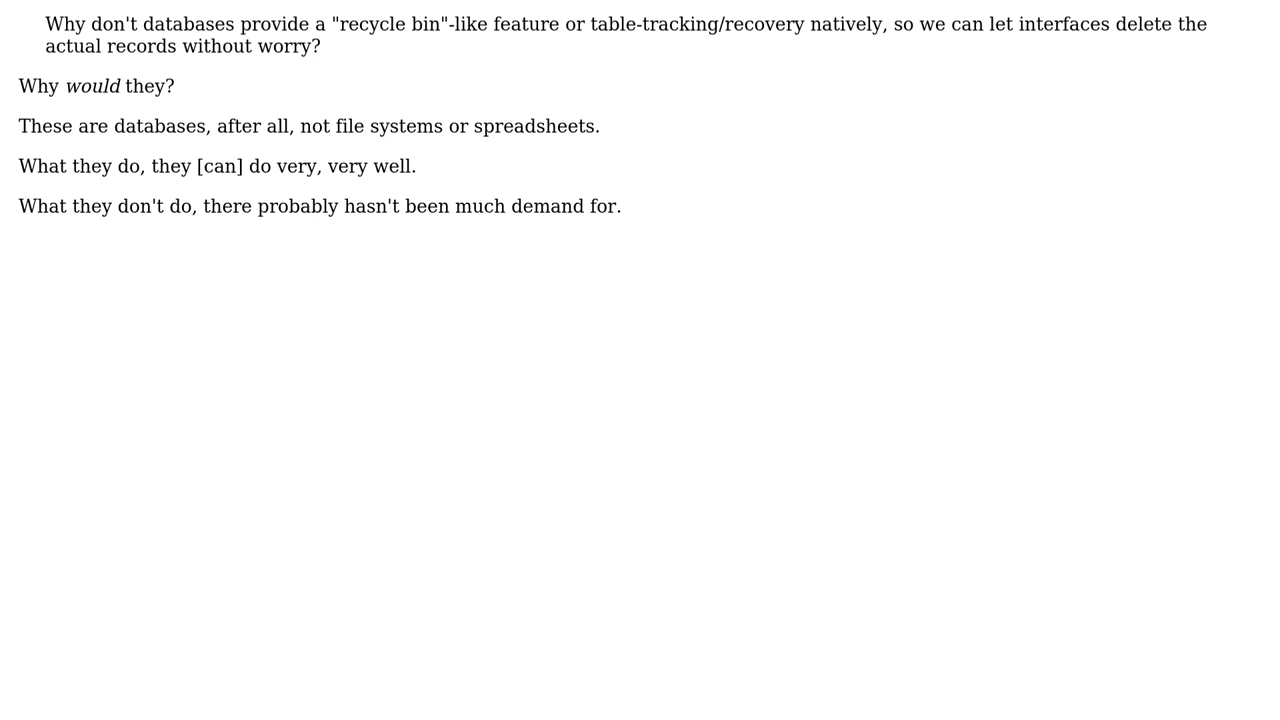 Why don't databases provide a "recycle bin"-like feature or table-tracking/recovery natively, so we can let interfaces delete the
actual records without worry?
Why would they?
These are databases, after all, not file systems or spreadsheets.
What they do, they [can] do very, very well.
What they don't do, there probably hasn't been much demand for.